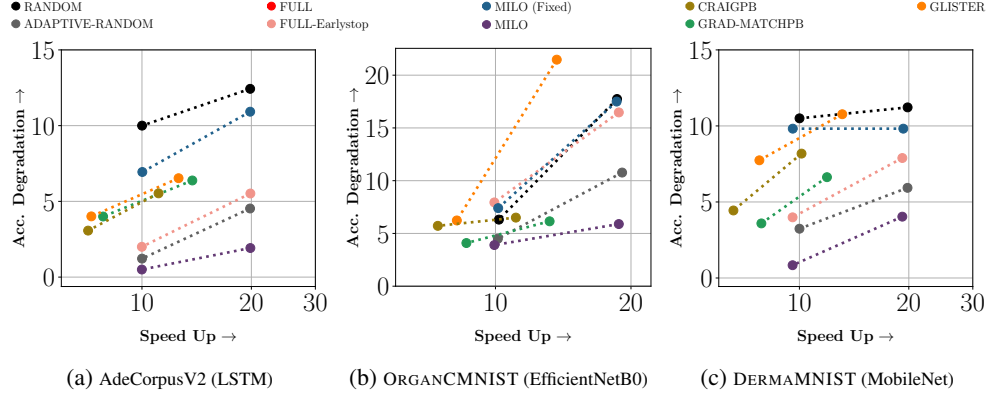 RANDOM FULL MILO (Fixed) CRAIGPB GLISTER
ADAPTIVE-RANDOM FULL-Earlystop MILO GRAD-MATCHPB
15
10
5
0
10 20 30
Acc. Degradation →
Speed Up →
20
15
10
5
0
10 20
Acc. Degradation →
Speed Up →
15
10
5
0
10 20 30
Acc. Degradation →
Speed Up →
(a) AdeCorpusV2 (LSTM) (b) ORGANCMNIST (EfficientNetB0) (c) DERMAMNIST (MobileNet)